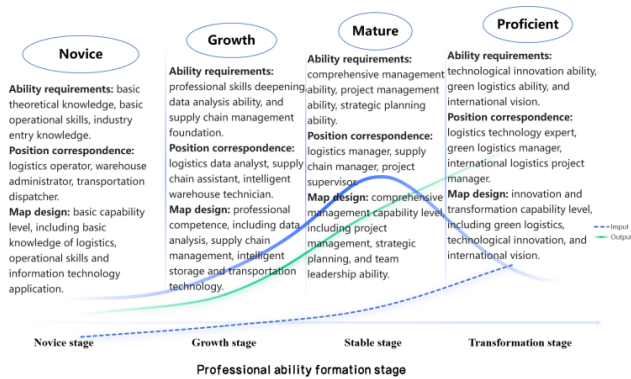 Novice
Ability requirements: basic
theoretical knowledge, basic
operational skills, industry
entry knowledge.
Position correspondence:
logistics operator, warehouse
administrator, transportation
dispatcher.
Map design: basic capability
level, including basic
knowledge of logistics,
operational skills and
information technology
application.
Growth
Ability requirements:
professional skills deepening,
data analysis ability, and
supply chain management
foundation.
Position correspondence:
logistics data analyst, supply
chain assistant, intelligent
warehouse technician.
Map design: professional
competence, including data
analysis, supply chain
management, intelligent
storage and transportation
technology.
Mature
Ability requirements:
comprehensive management
ability, project management
ability, strategic planning
ability.
Position correspondence:
logistics manager, supply
chain manager, project
supervisor.
Map design: comprehensive
management capability level,
including project
management, strategic
planning, and team
leadership ability.
Proficient
Ability requirements:
technological innovation ability,
green logistics ability, and
international vision.
Position correspondence:
logistics technology expert,
green logistics manager,
international logistics project
manager.
Map design: innovation and
transformation capability level,
including green logistics,
technological innovation, and
international vision.
Imput
Output
Novice stage
Growth stage
Stable stage
Transformation stage
Professional ability formation stage